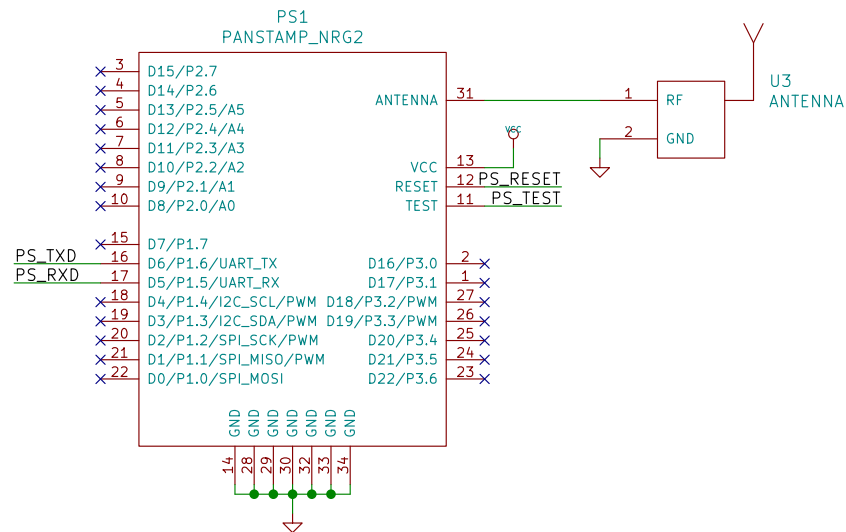 PS1
PANSTAMP_NRG2
3 D15/P2.7
4 D14/P2.6
5 D13/P2.5/A5
6 D12/P2.4/A4
7 D11/P2.3/A3
8 D10/P2.2/A2
9 D9/P2.1/A1
10 D8/P2.0/A0
15 D7/P1.7
PS_TXD 16 D6/P1.6/UART_TX
PS_RXD 17 D5/P1.5/UART_RX
18 D4/P1.4/I2C_SCL/PWM
19 D3/P1.3/I2C_SDA/PWM
20 D2/P1.2/SPI_SCK/PWM
21 D1/P1.1/SPI_MISO/PWM
22 D0/P1.0/SPI_MOSI
ANTENNA 31
VCC
VCC 13
RESET 12 PS_RESET
TEST 11 PS_TEST
D16/P3.0 2
D17/P3.1 1
D18/P3.2/PWM 27
D19/P3.3/PWM 26
D20/P3.4 25
D21/P3.5 24
D22/P3.6 23
GND GND GND GND GND GND GND
14 28 29 30 32 33 34
1 RF
2 GND
U3
ANTENNA